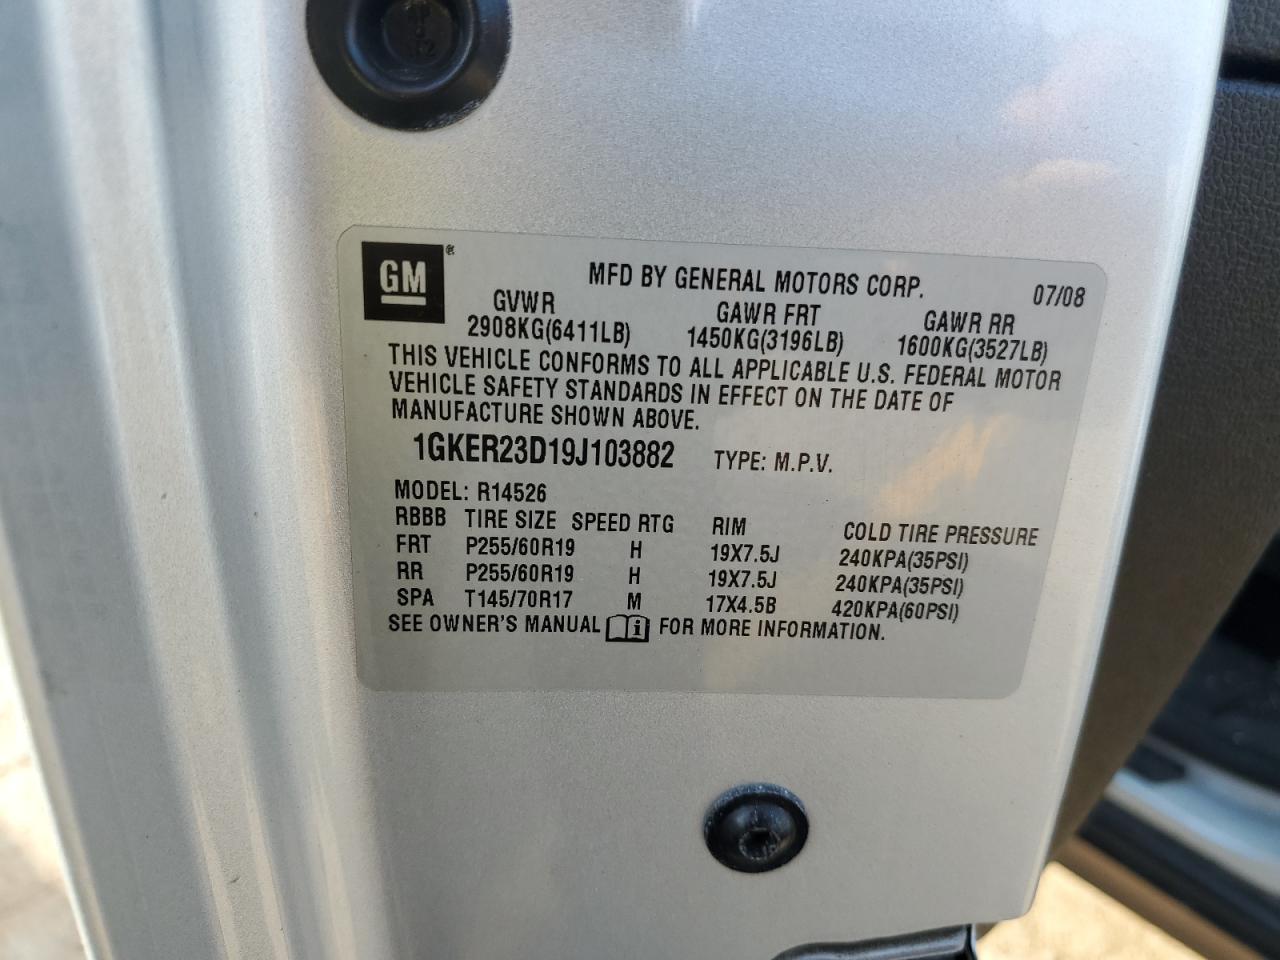 GM®
MFD BY GENERAL MOTORS CORP. 07/08
GVWR GAWR FRT GAWR RR
2908KG(6411LB) 1450KG(3196LB) 1600KG(3527LB)
THIS VEHICLE CONFORMS TO ALL APPLICABLE U.S. FEDERAL MOTOR
VEHICLE SAFETY STANDARDS IN EFFECT ON THE DATE OF
MANUFACTURE SHOWN ABOVE.
1GKER23D19J103882 TYPE: M.P.V.
MODEL: R14526
RBBB TIRE SIZE SPEED RTG RIM COLD TIRE PRESSURE
FRT P255/60R19 H 19X7.5J 240KPA(35PSI)
RR P255/60R19 H 19X7.5J 240KPA(35PSI)
SPA T145/70R17 M 17X4.5B 420KPA(60PSI)
SEE OWNER'S MANUAL i FOR MORE INFORMATION.